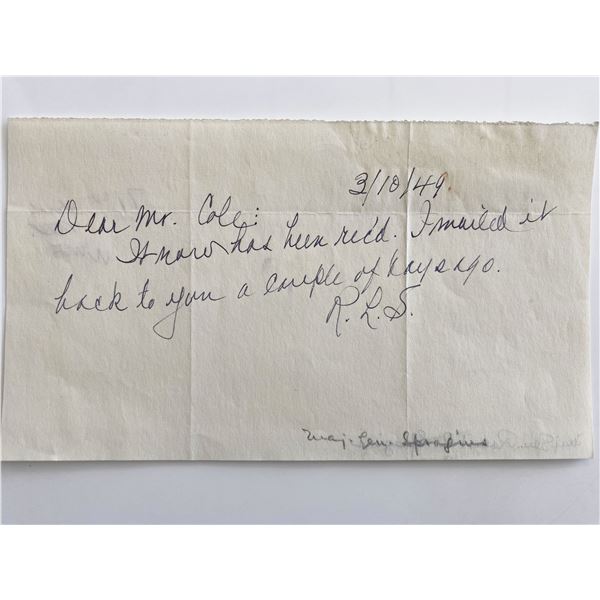 3/10/49.
Dear Mr. Cole:
It now has been rec'd. I mailed it
back to you a couple of days ago.
R. L. S.
Maj. Gen. Spragins